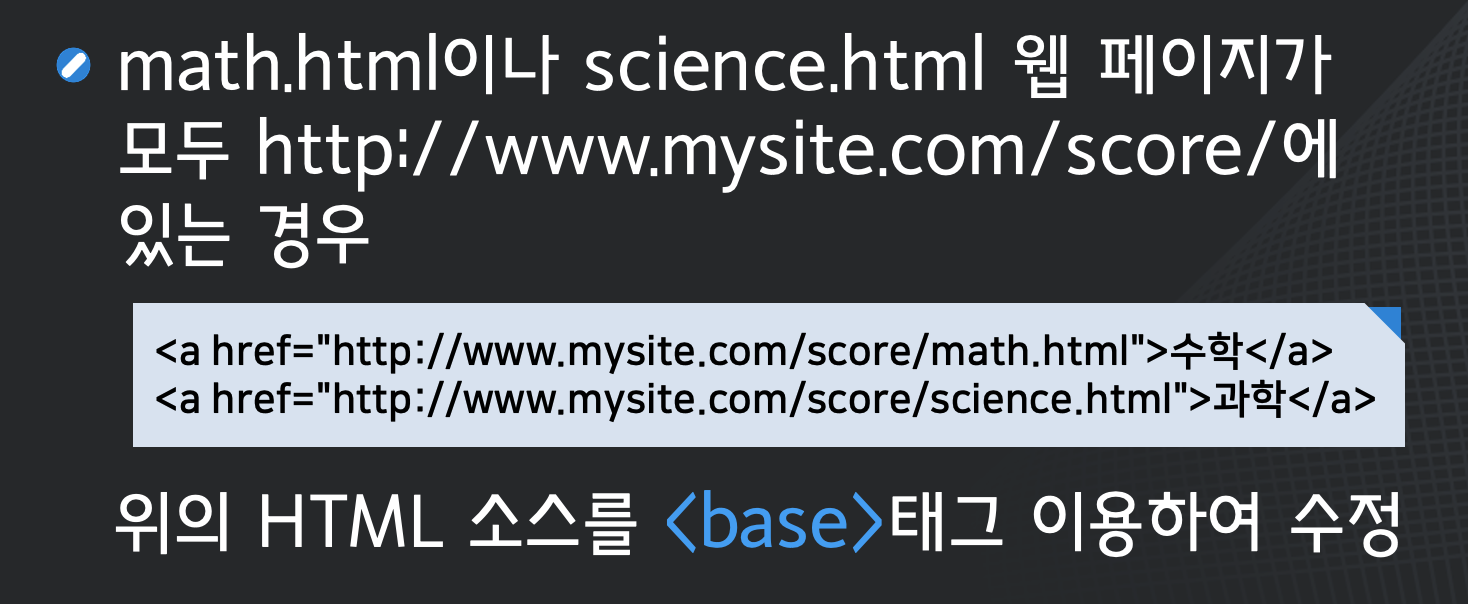 math.html이나 science.html 웹 페이지가
모두 http://www.mysite.com/score/에
있는 경우
<a href="http://www.mysite.com/score/math.html">수학</a>
<a href="http://www.mysite.com/score/science.html">과학</a>
위의 HTML 소스를 <base>태그 이용하여 수정